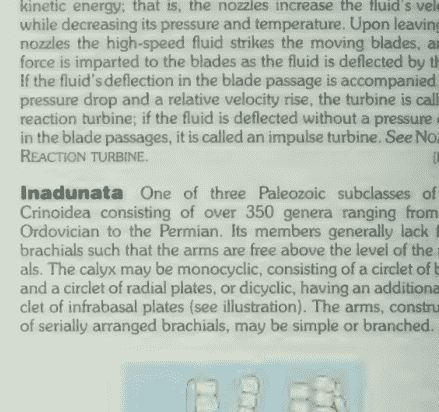 kinetic energy; that is, the nozzles increase the fluid's
while decreasing its pressure and temperature. Upon leaving
nozzles the high-speed fluid strikes the moving blades,
force is imparted to the blades as the fluid is deflected by
If the fluid's deflection in the blade passage is accompanied
pressure drop and a relative velocity rise, the turbine is
reaction turbine; if the fluid is deflected without a pressure
in the blade passages, it is called an impulse turbine. See
REACTION TURBINE.
Inadunata One of three Paleozoic subclasses of
Crinoidea consisting of over 350 genera ranging from
Ordovician to the Permian. Its members generally lack
brachials such that the arms are free above the level of the
als. The calyx may be monocyclic, consisting of a circlet of
and a circlet of radial plates, or dicyclic, having an additiona
clet of infrabasal plates (see illustration). The arms, constru
of serially arranged brachials, may be simple or branched.